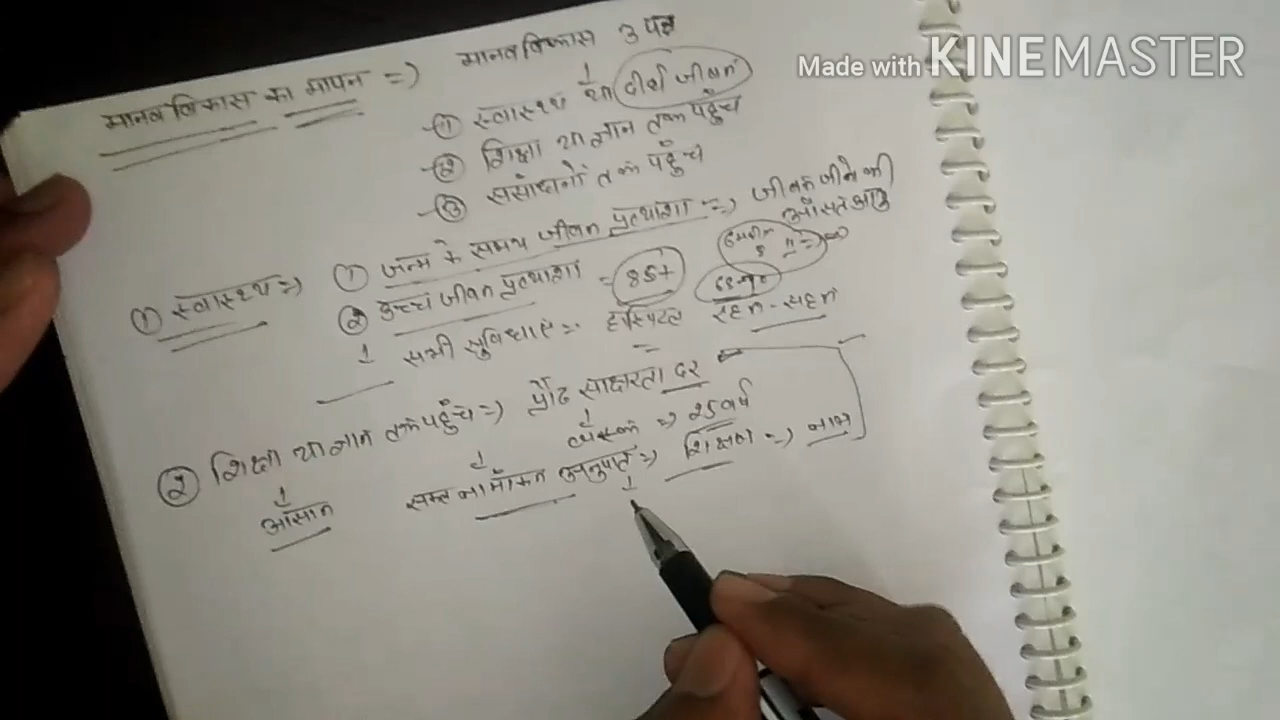 Made with KINEMASTER
मानव विकास का मापन => मानव विकास 3 पक्ष
① स्वास्थ्य या दीर्घ जीवन
② शिक्षा या ज्ञान तक पहुँच
③ संसाधनों तक पहुँच
① स्वास्थ्य => ① जन्म के समय जीवन प्रत्याशा => जीवन जीने की औसत आयु
② उच्च जीवन प्रत्याशा = 85+
सभी सुविधाएं = हॉस्पिटल रहन-सहन
② शिक्षा या ज्ञान तक पहुँच => प्रौढ साक्षरता दर
वयस्क => 25 वर्ष
आसान सकल नामाँकन अनुपात => शिक्षण => लाभ